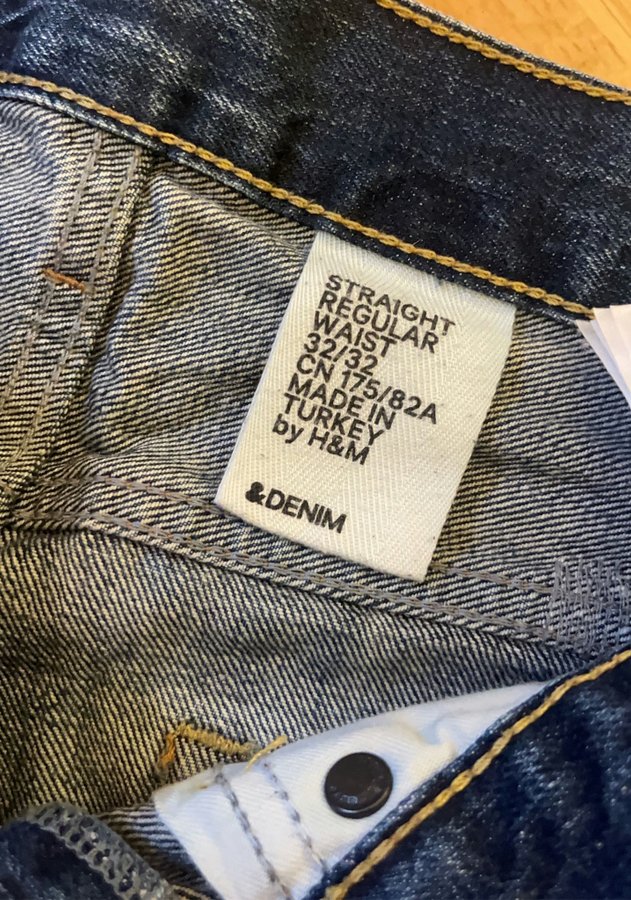 STRAIGHT
REGULAR
WAIST
32/32
CN 175/82A
MADE IN
TURKEY
by H&M
&DENIM